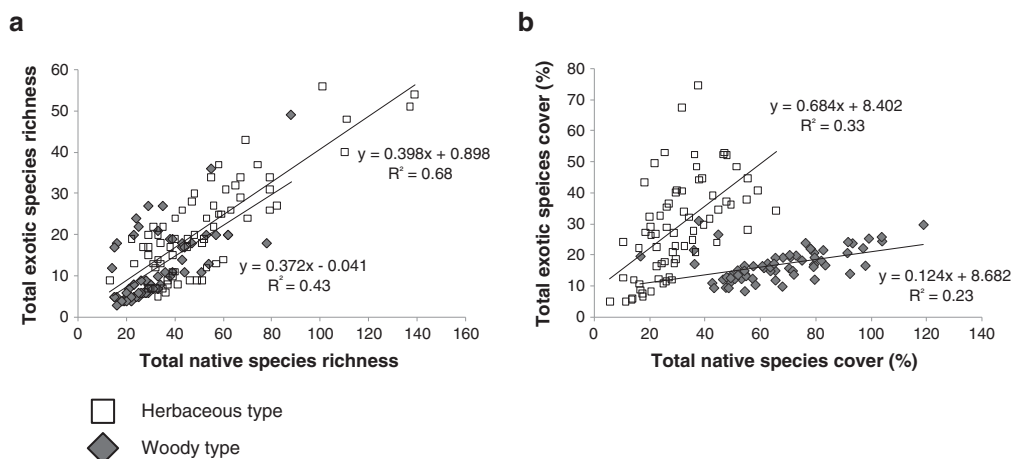 a
Total exotic species richness
60
50
40
30
20
10
0
y = 0.398x + 0.898
R² = 0.68
y = 0.372x - 0.041
R² = 0.43
0 20 40 60 80 100 120 140 160
Total native species richness
b
Total exotic speices cover (%)
80
70
60
50
40
30
20
10
0
y = 0.684x + 8.402
R² = 0.33
y = 0.124x + 8.682
R² = 0.23
0 20 40 60 80 100 120 140
Total native species cover (%)
Herbaceous type
Woody type